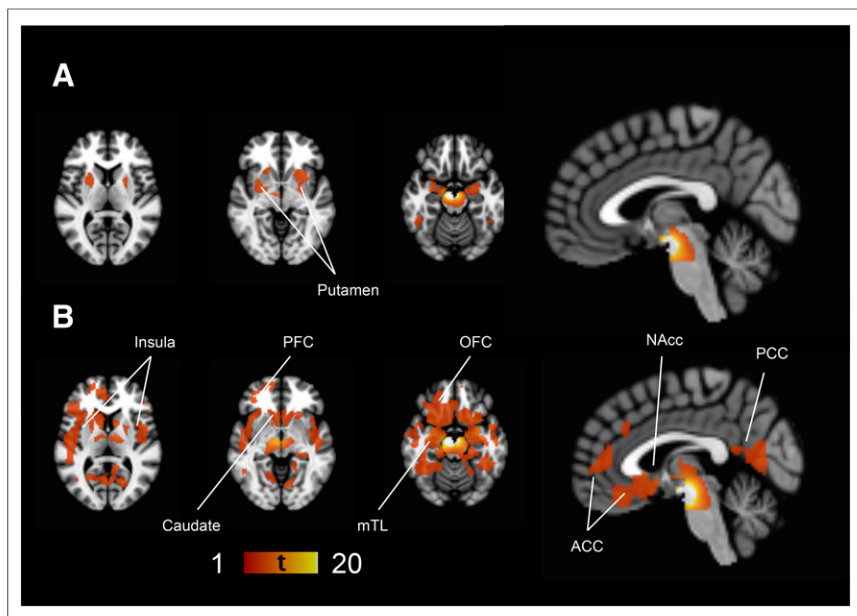 A
Putamen
B
Insula PFC OFC NAcc PCC
Caudate mTL ACC
1 t 20